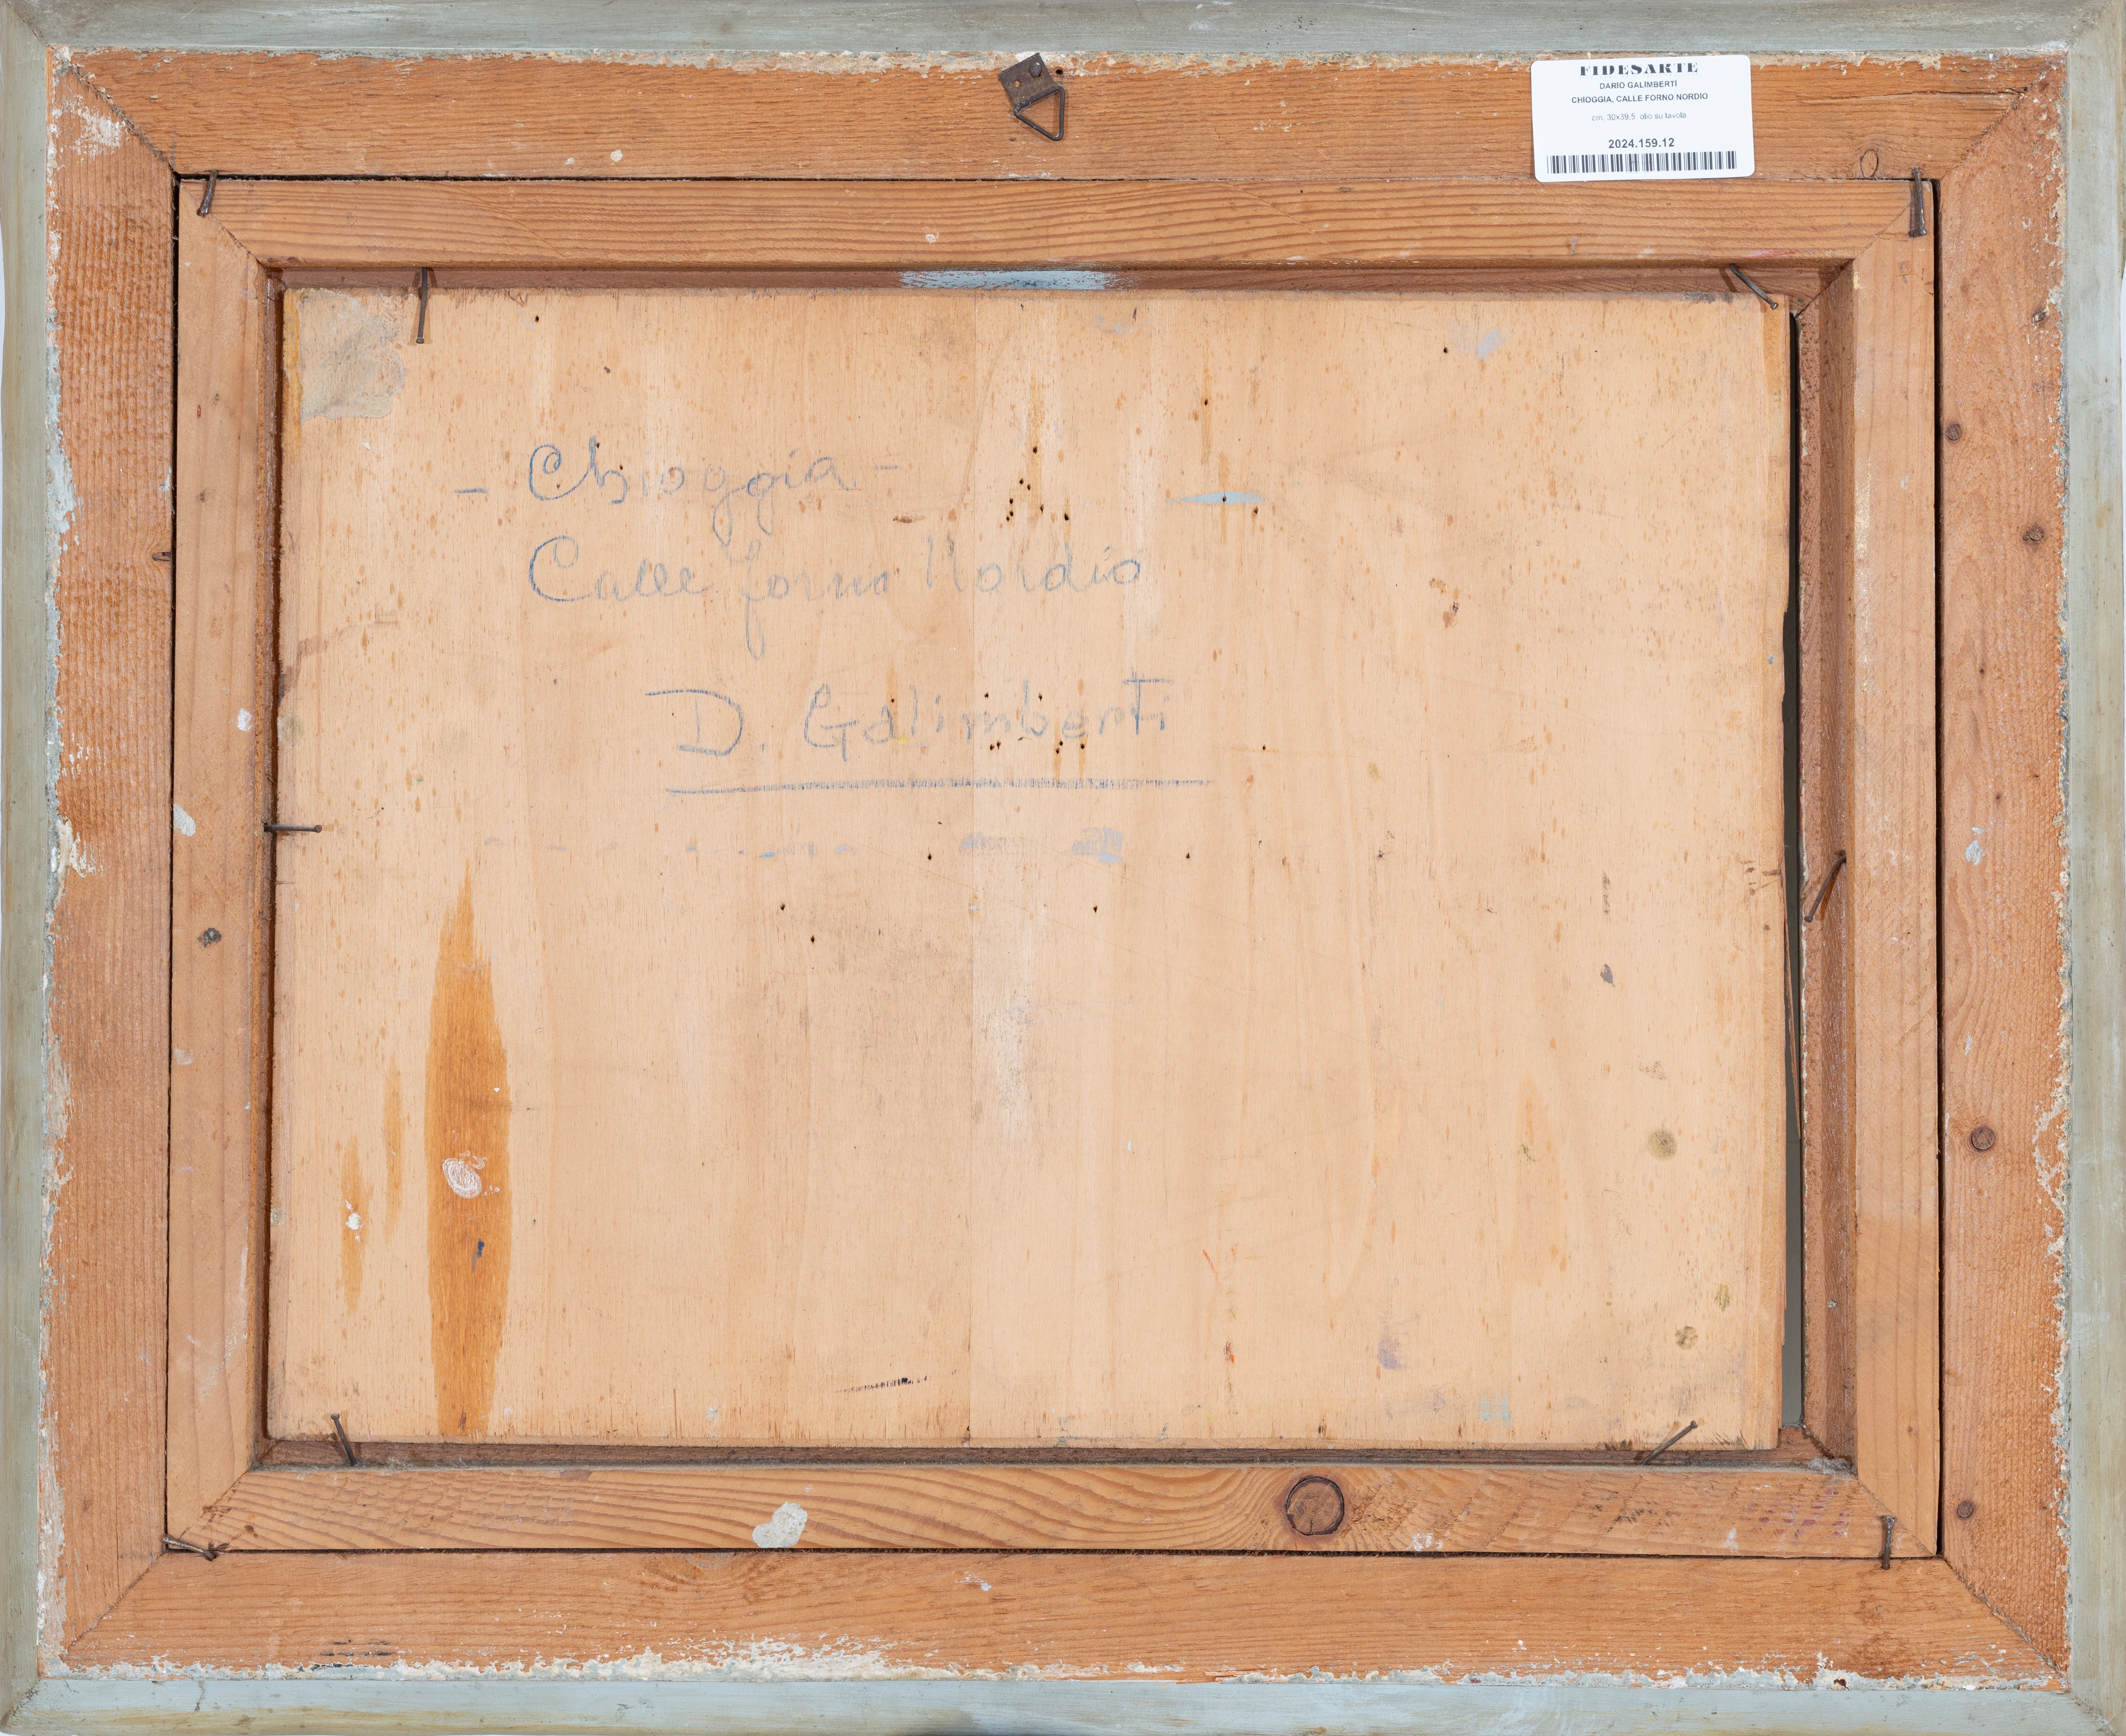 FIDESARTE
DARIO GALIMBERTI
CHIOGGIA, CALLE FORNO NORDIO
cm. 30x39,5 olio su tavola
2024.159.12
- Chioggia -
Calle forno Nordio
D. Galimberti